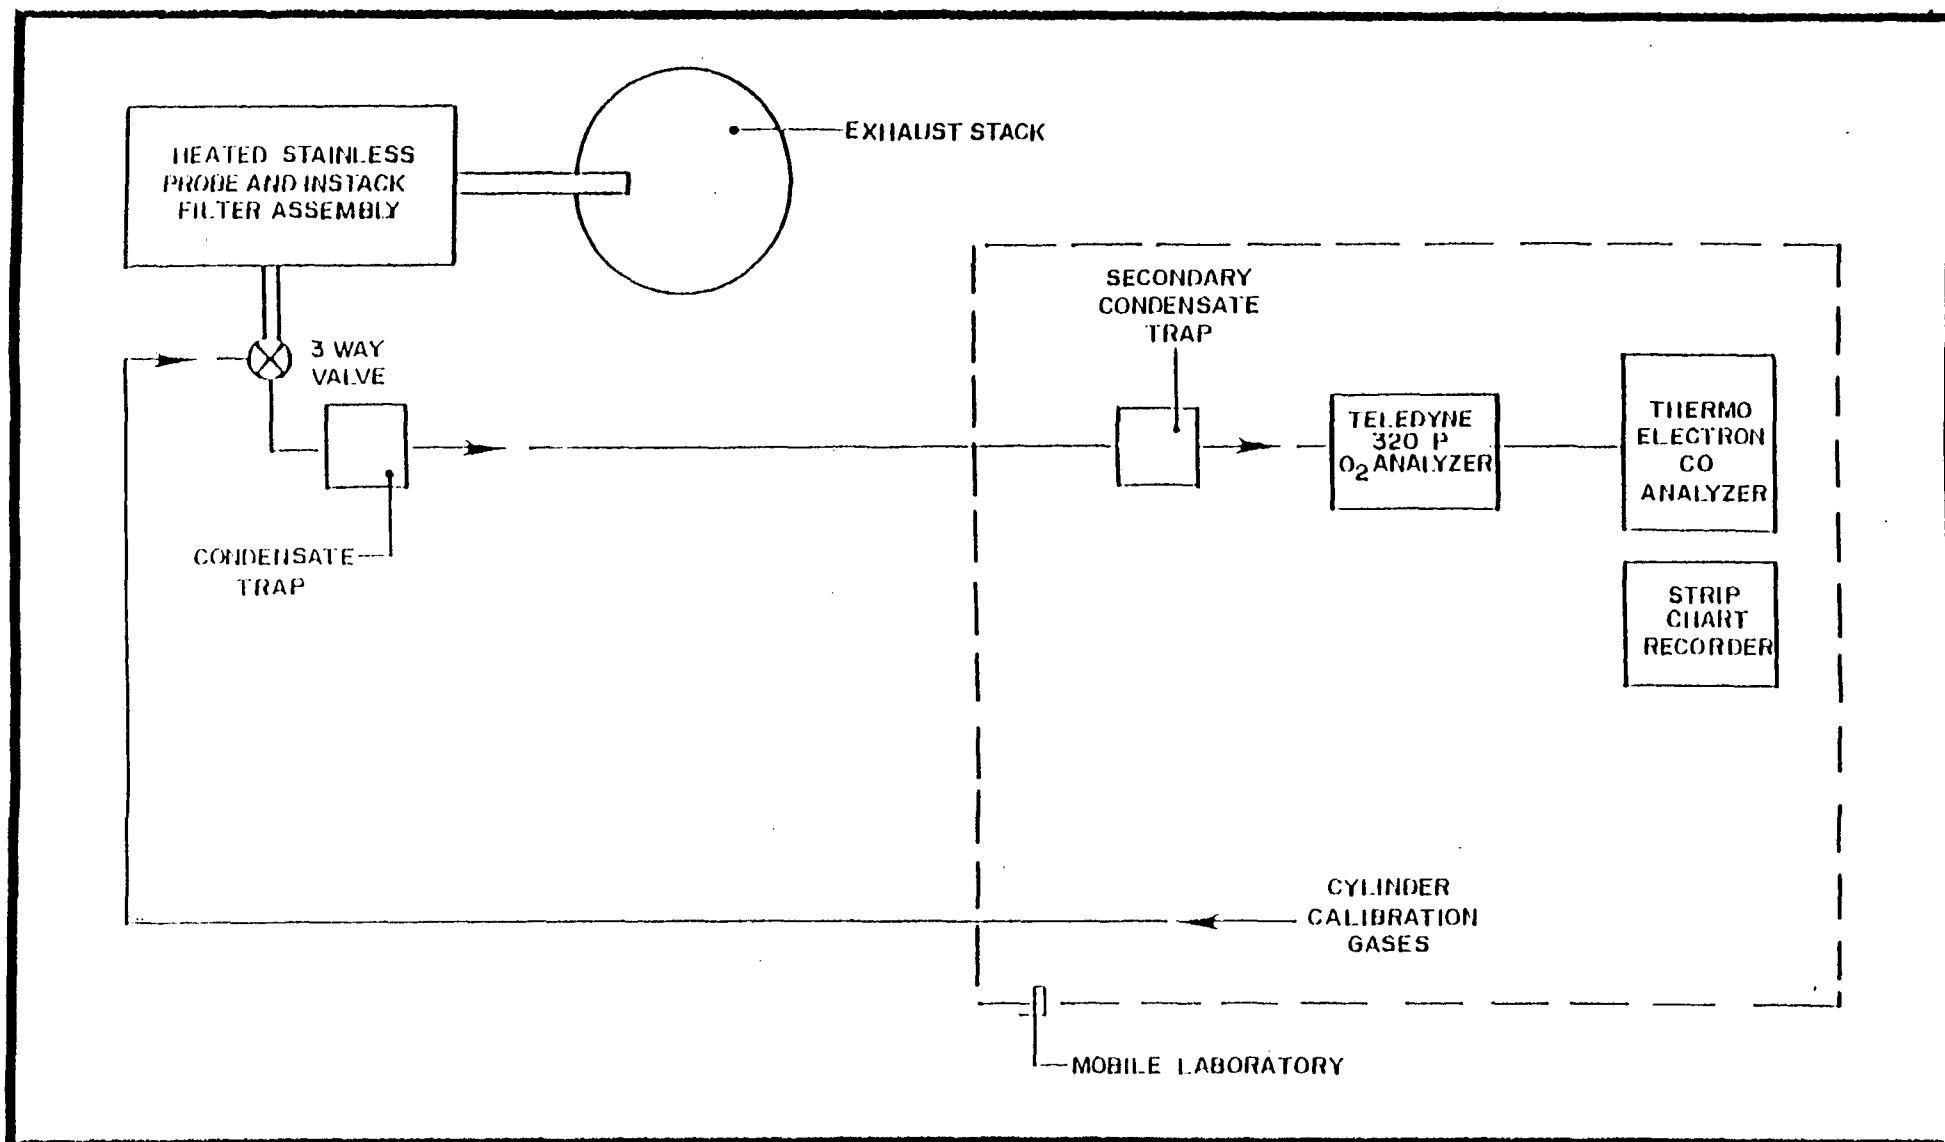 HEATED STAINLESS
PROBE AND INSTACK
FILTER ASSEMBLY
EXHAUST STACK
3 WAY
VALVE
CONDENSATE
TRAP
SECONDARY
CONDENSATE
TRAP
TELEDYNE
320 P
O₂ ANALYZER
THERMO
ELECTRON
CO
ANALYZER
STRIP
CHART
RECORDER
CYLINDER
CALIBRATION
GASES
MOBILE LABORATORY